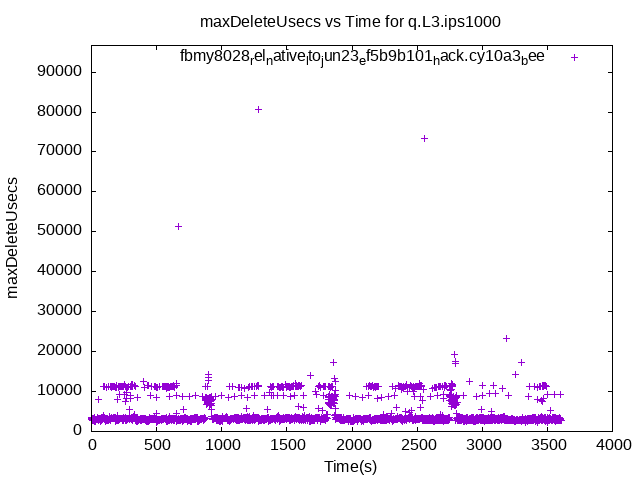 maxDeleteUsecs vs Time for q.L3.ips1000
fbmy8028relnativeltojun23ef5b9b101hack.cy10a3bee
90000
80000
70000
60000
50000
40000
30000
20000
10000
0
maxDeleteUsecs
0 500 1000 1500 2000 2500 3000 3500 4000
Time(s)